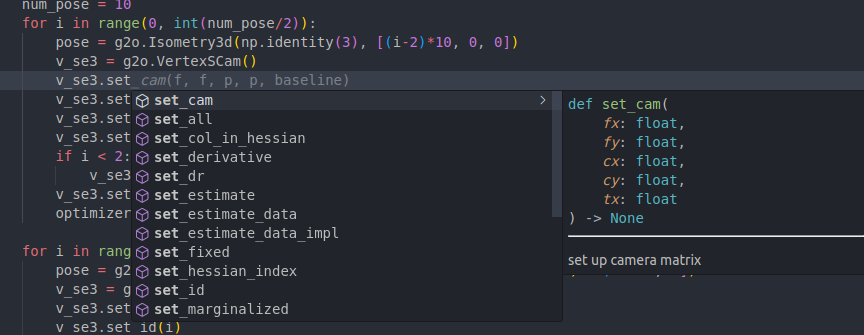 num_pose = 10
for i in range(0, int(num_pose/2)):
pose = g2o.Isometry3d(np.identity(3), [(i-2)*10, 0, 0])
v_se3 = g2o.VertexSCam()
v_se3.set_cam(f, f, p, p, baseline)
v_se3.set
v_se3.set
v_se3.set
if i < 2:
v_se3
v_se3.set
optimizer
for i in rang
pose = g2
v_se3 = g
v_se3.set
v_se3.set
v_se3.set_id(i)
set_cam
set_all
set_col_in_hessian
set_derivative
set_dr
set_estimate
set_estimate_data
set_estimate_data_impl
set_fixed
set_hessian_index
set_id
set_marginalized
def set_cam(
fx: float,
fy: float,
cx: float,
cy: float,
tx: float
) -> None
set up camera matrix